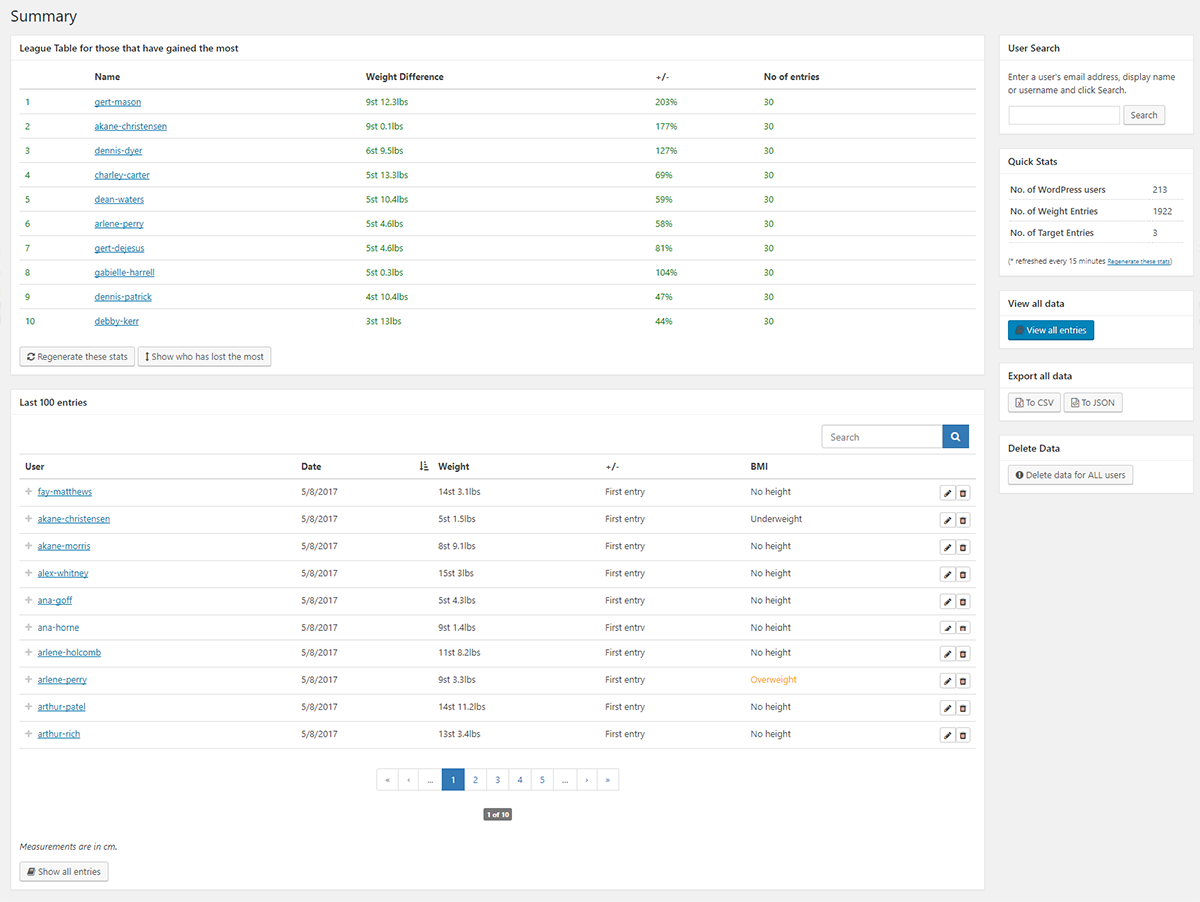 Summary
League Table for those that have gained the most
Name Weight Difference +/- No of entries
1 gert-mason 9st 12.3lbs 203% 30
2 akane-christensen 9st 0.1lbs 177% 30
3 dennis-dyer 6st 9.5lbs 127% 30
4 charley-carter 5st 13.3lbs 69% 30
5 dean-waters 5st 10.4lbs 59% 30
6 arlene-perry 5st 4.6lbs 58% 30
7 gert-dejesus 5st 4.6lbs 81% 30
8 gabielle-harrell 5st 0.3lbs 104% 30
9 dennis-patrick 4st 10.4lbs 47% 30
10 debby-kerr 3st 13lbs 44% 30
Regenerate these stats Show who has lost the most
Last 100 entries
Search
User Date Weight +/- BMI
fay-matthews 5/8/2017 14st 3.1lbs First entry No height
akane-christensen 5/8/2017 5st 1.5lbs First entry Underweight
akane-morris 5/8/2017 8st 9.1lbs First entry No height
alex-whitney 5/8/2017 15st 3lbs First entry No height
ana-goff 5/8/2017 5st 4.3lbs First entry No height
ana-horne 5/8/2017 9st 1.4lbs First entry No height
arlene-holcomb 5/8/2017 11st 8.2lbs First entry No height
arlene-perry 5/8/2017 9st 3.3lbs First entry Overweight
arthur-patel 5/8/2017 14st 11.2lbs First entry No height
arthur-rich 5/8/2017 13st 3.4lbs First entry No height
« ‹ ... 1 2 3 4 5 ... › »
1 of 10
Measurements are in cm.
Show all entries
User Search
Enter a user's email address, display name
or username and click Search.
Search
Quick Stats
No. of WordPress users 213
No. of Weight Entries 1922
No. of Target Entries 3
(* refreshed every 15 minutes Regenerate these stats)
View all data
View all entries
Export all data
To CSV To JSON
Delete Data
Delete data for ALL users